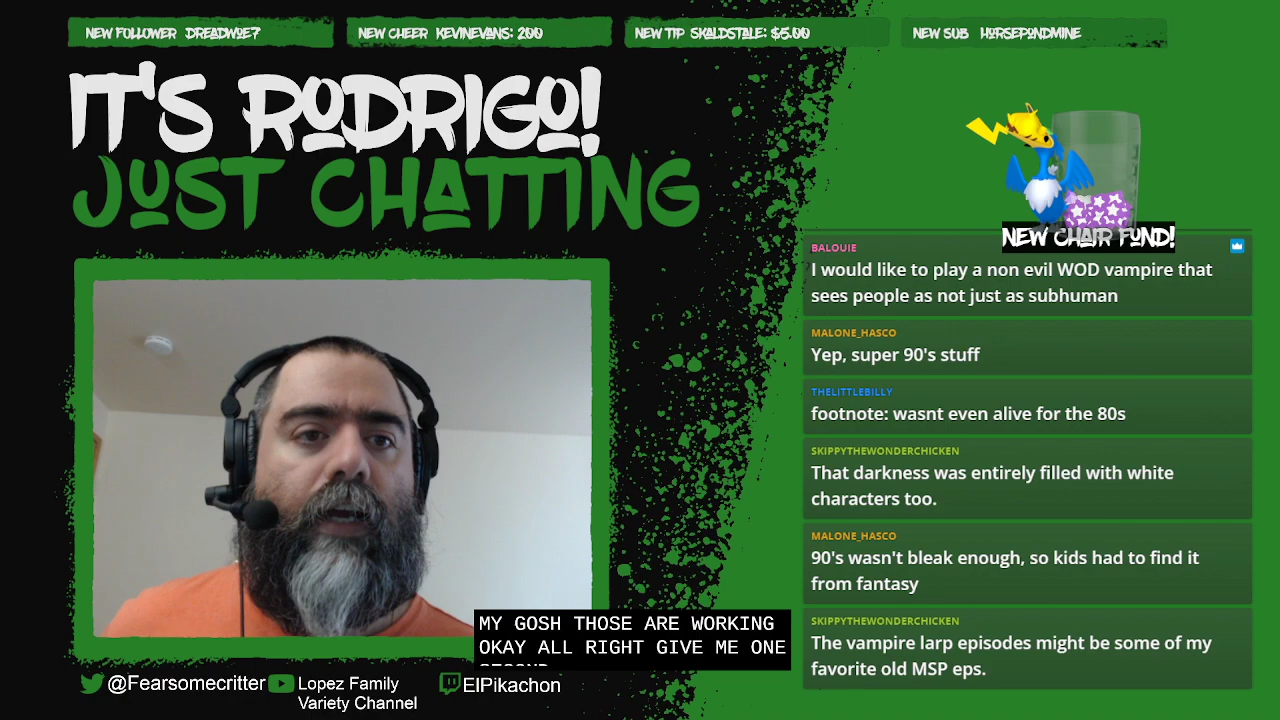 NEW FOLLOWER DREADWOE7
NEW CHEER KEVINEVANS: 200
NEW TIP SKALDSTALE: $5.00
NEW SUB HORSEPONDMINE
IT'S RODRIGO!
JUST CHATTING
NEW CHAIR FUND!
BALOUIE
I would like to play a non evil WOD vampire that
sees people as not just as subhuman
MALONE_HASCO
Yep, super 90's stuff
THELITTLEBILLY
footnote: wasnt even alive for the 80s
SKIPPYTHEWONDERCHICKEN
That darkness was entirely filled with white
characters too.
MALONE_HASCO
90's wasn't bleak enough, so kids had to find it
from fantasy
SKIPPYTHEWONDERCHICKEN
The vampire larp episodes might be some of my
favorite old MSP eps.
MY GOSH THOSE ARE WORKING
OKAY ALL RIGHT GIVE ME ONE
@Fearsomecritter
Lopez Family
Variety Channel
ElPikachon